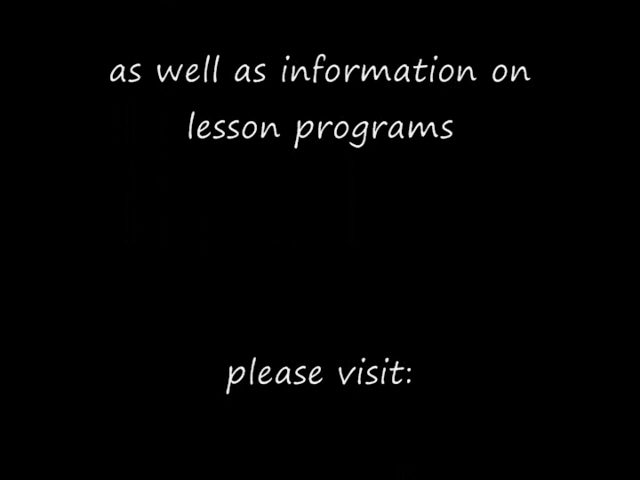 as well as information on
lesson programs
please visit: